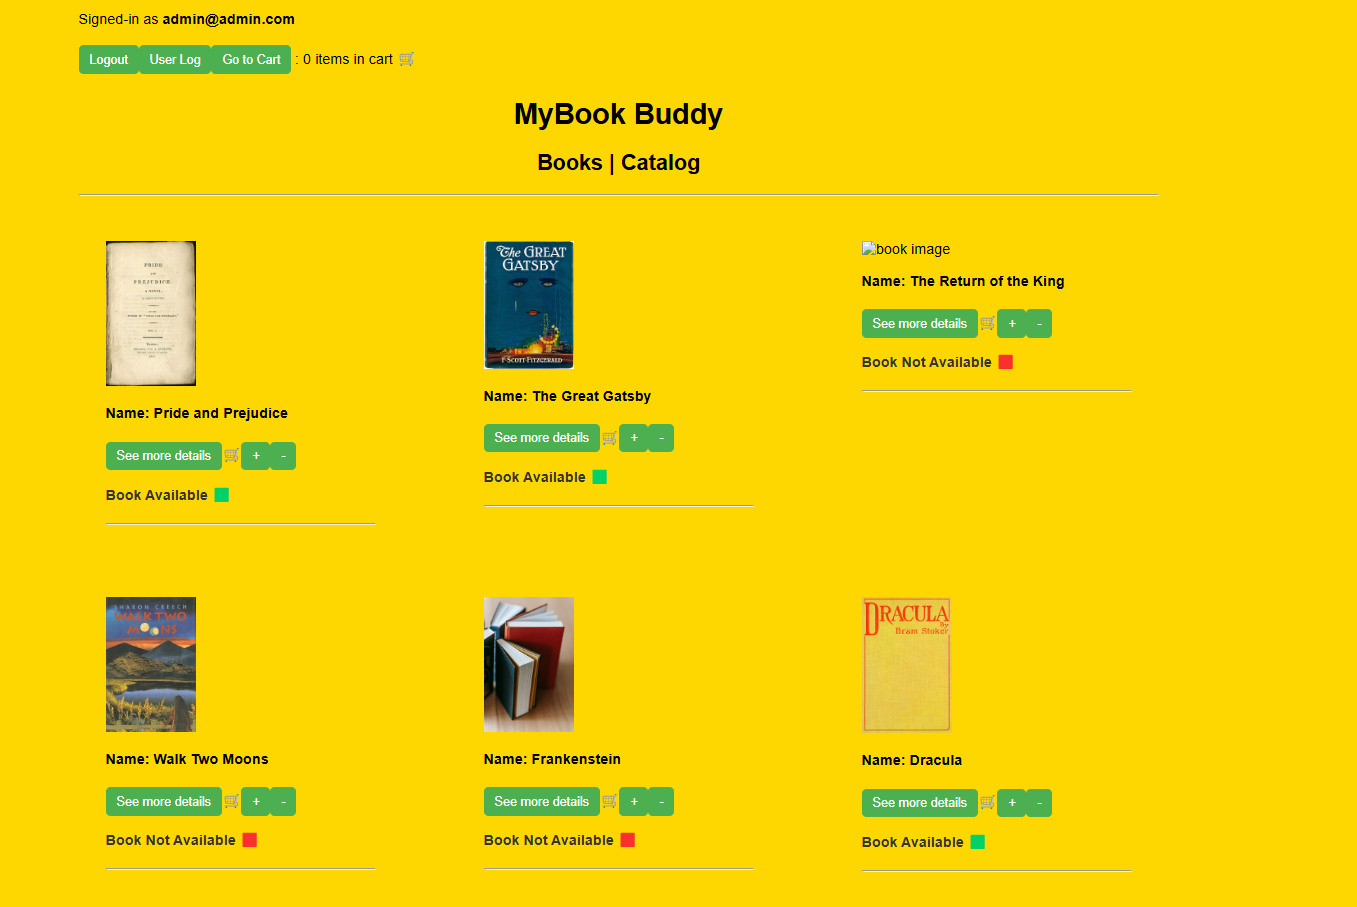 Signed-in as admin@admin.com
Logout User Log Go to Cart : 0 items in cart
MyBook Buddy
Books | Catalog
PRIDE
PREJUDICE.
Name: Pride and Prejudice
See more details + -
Book Available
The GREAT
GATSBY
F·SCOTT·FITZGERALD
Name: The Great Gatsby
See more details + -
Book Available
book image
Name: The Return of the King
See more details + -
Book Not Available
SHARON CREECH
WALK TWO
MOONS
Name: Walk Two Moons
See more details + -
Book Not Available
Name: Frankenstein
See more details + -
Book Not Available
DRACULA
By
Bram Stoker
Name: Dracula
See more details + -
Book Available